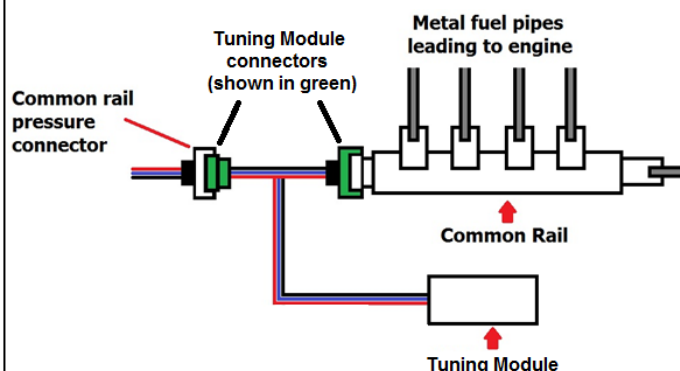 Metal fuel pipes
leading to engine
Tuning Module
connectors
(shown in green)
Common rail
pressure
connector
Common Rail
Tuning Module